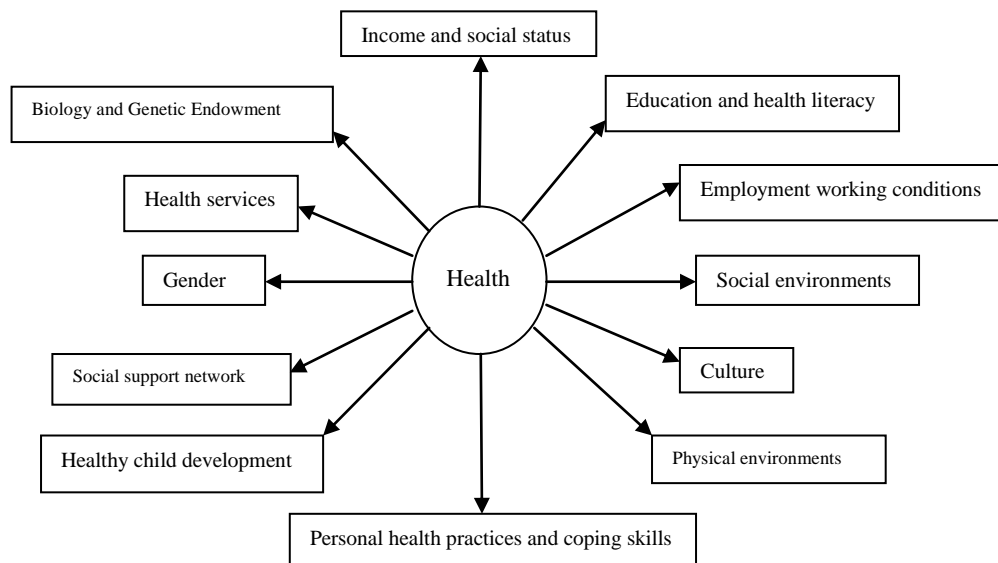 Income and social status
Education and health literacy
Biology and Genetic Endowment
Employment working conditions
Health services
Health
Gender
Social environments
Social support network
Culture
Healthy child development
Physical environments
Personal health practices and coping skills